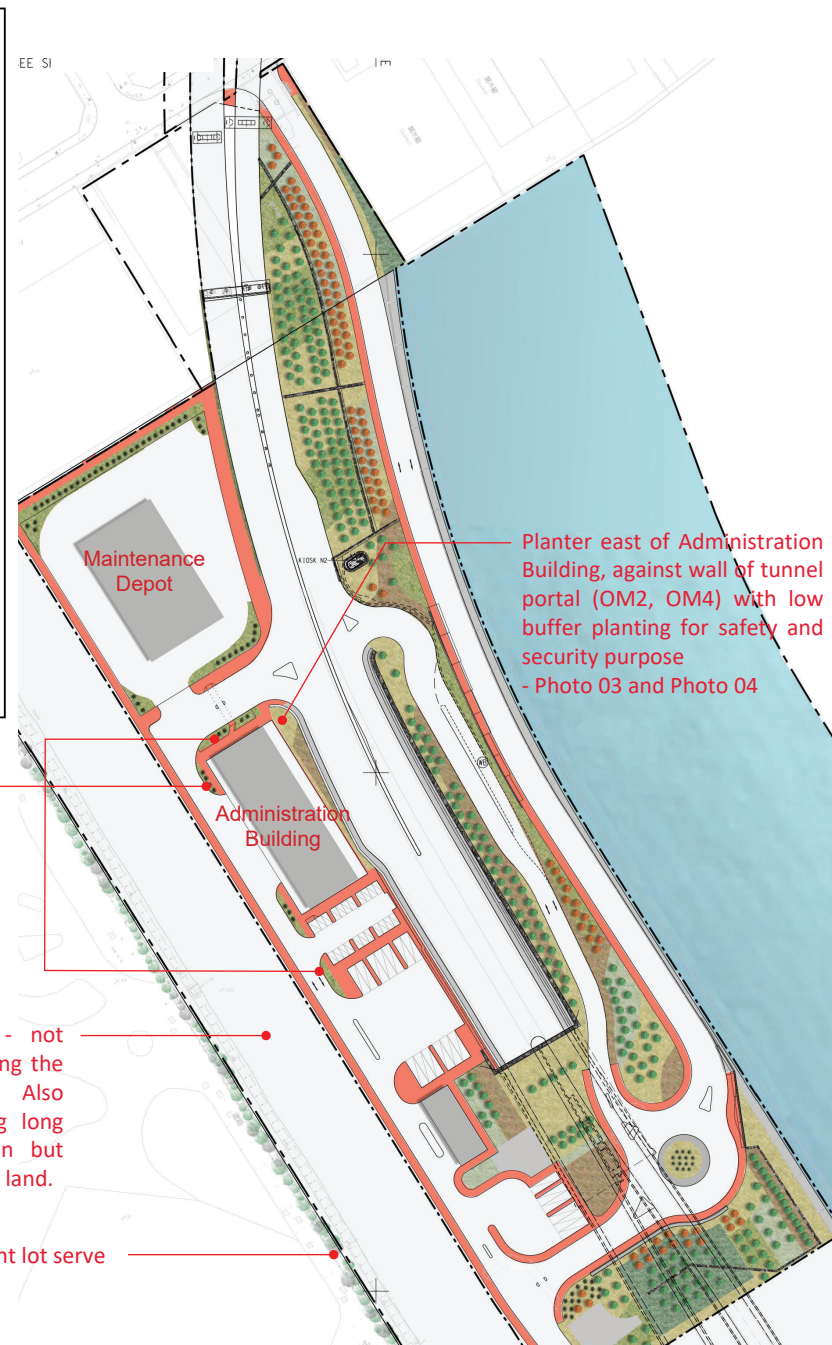 EE SH
Maintenance
Depot
KIOSK N2
Planter east of Administration
Building, against wall of tunnel
portal (OM2, OM4) with low
buffer planting for safety and
security purpose
- Photo 03 and Photo 04
Administration
Building
- not
ng the
Also
g long
n but
land.
nt lot serve